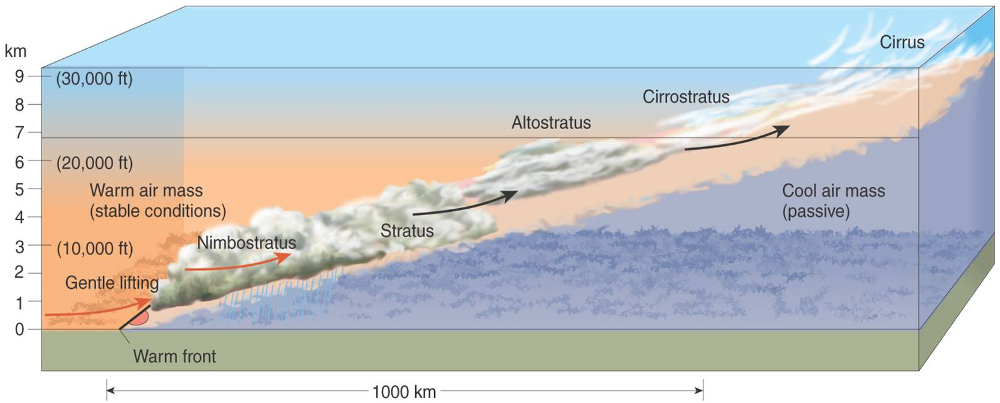 km
9
(30,000 ft)
8
7
6
(20,000 ft)
5
4
3
(10,000 ft)
2
1
0
Cirrus
Cirrostratus
Altostratus
Warm air mass
(stable conditions)
Cool air mass
(passive)
Stratus
Nimbostratus
Gentle lifting
Warm front
1000 km